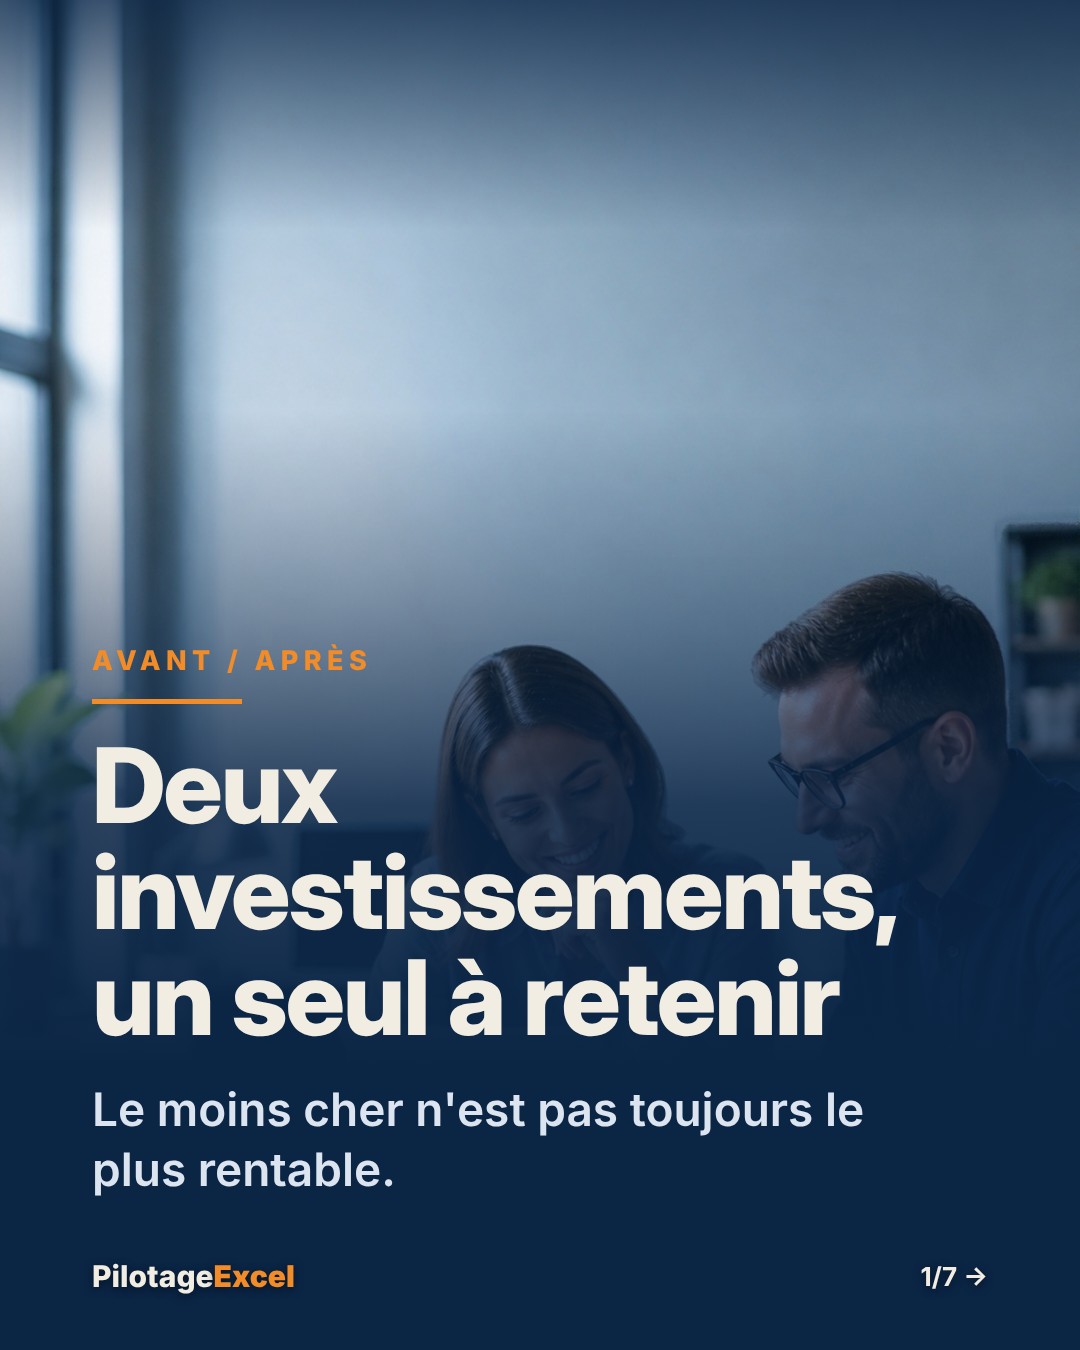 AVANT / APRÈS
Deux
investissements,
un seul à retenir
Le moins cher n'est pas toujours le
plus rentable.
PilotageExcel
1/7 →